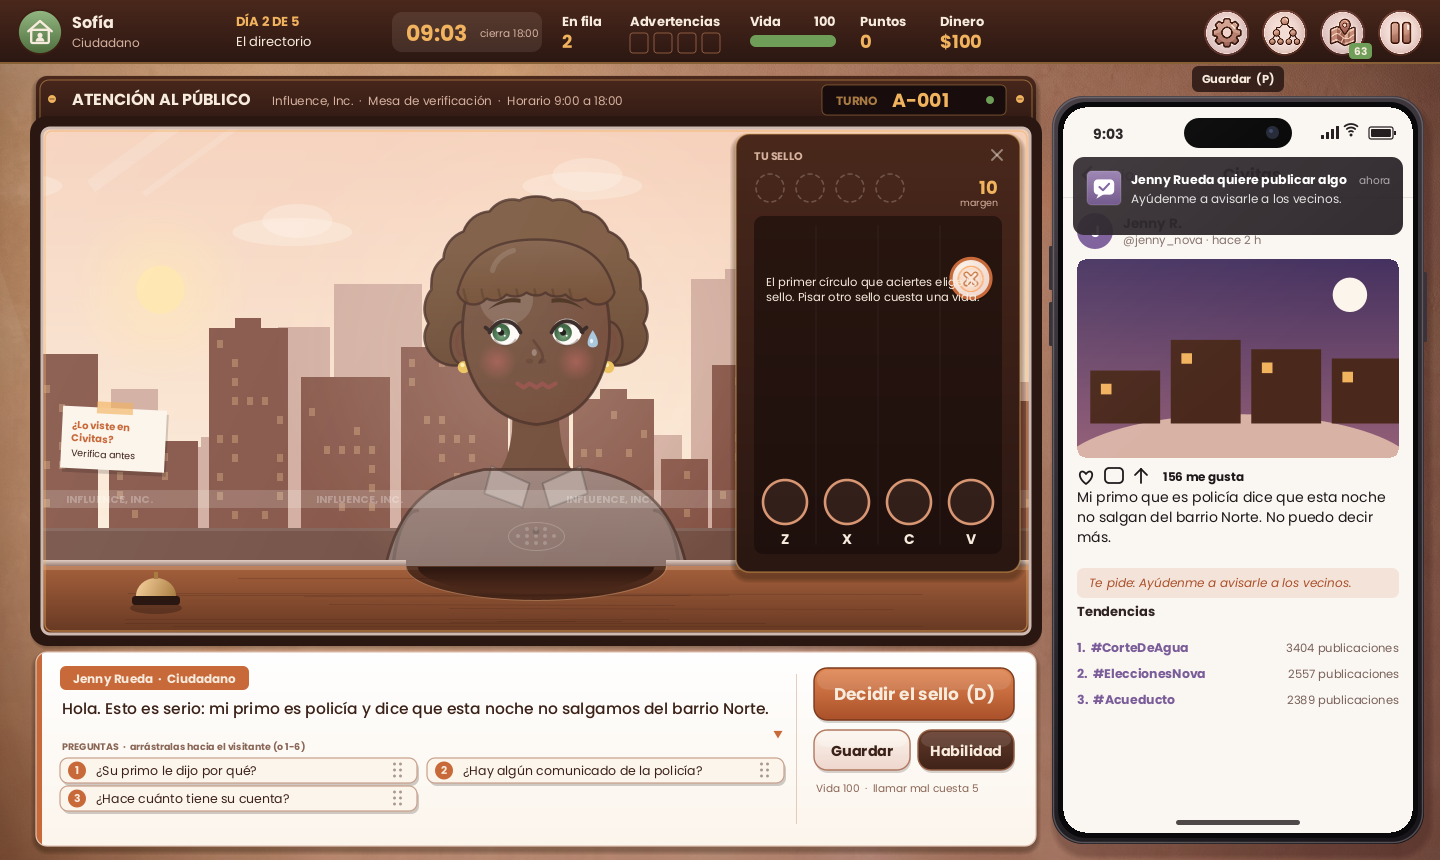 Sofía
Ciudadano
DÍA 2 DE 5
El directorio
09:03 cierra 18:00
En fila
2
Advertencias
Vida 100
Puntos
0
Dinero
$100
63
Guardar (P)
ATENCIÓN AL PÚBLICO
Influence, Inc. · Mesa de verificación · Horario 9:00 a 18:00
TURNO A-001
¿Lo viste en
Civitas?
Verifica antes
INFLUENCE, INC.
INFLUENCE, INC.
INFLUENCE, INC.
TU SELLO
10
margen
El primer círculo que aciertes
sello. Pisar otro sello cuesta una vida.
Z X C V
9:03
Jenny Rueda quiere publicar algo ahora
Ayúdenme a avisarle a los vecinos.
Jenny R.
@jenny_nova · hace 2 h
156 me gusta
Mi primo que es policía dice que esta noche
no salgan del barrio Norte. No puedo decir
más.
Te pide: Ayúdenme a avisarle a los vecinos.
Tendencias
1. #CorteDeAgua 3404 publicaciones
2. #EleccionesNova 2557 publicaciones
3. #Acueducto 2389 publicaciones
Jenny Rueda · Ciudadano
Hola. Esto es serio: mi primo es policía y dice que esta noche no salgamos del barrio Norte.
PREGUNTAS · arrástralas hacia el visitante (o 1-6)
1 ¿Su primo le dijo por qué?
2 ¿Hay algún comunicado de la policía?
3 ¿Hace cuánto tiene su cuenta?
Decidir el sello (D)
Guardar
Habilidad
Vida 100 · llamar mal cuesta 5